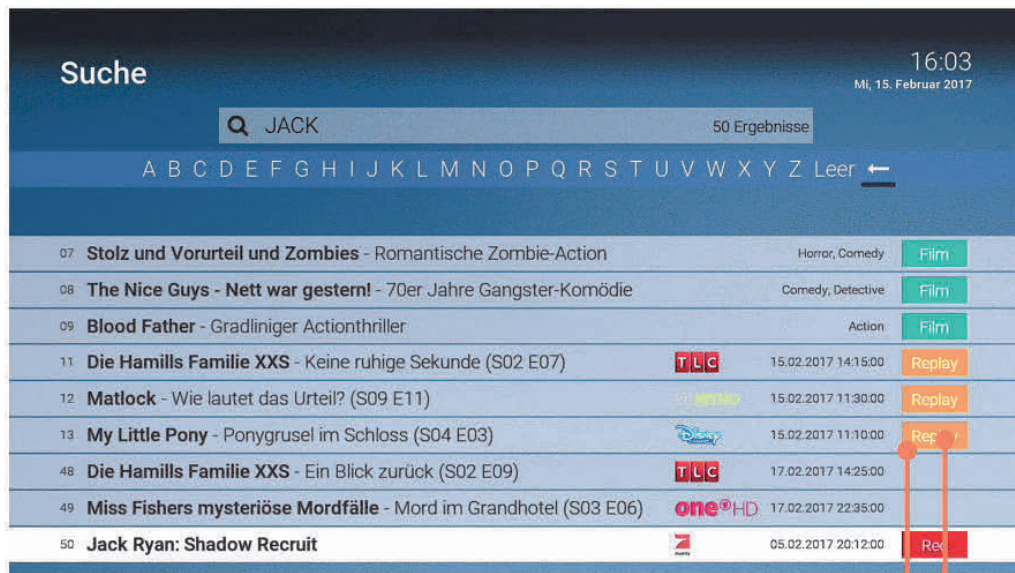 Suche
16:03
Mi, 15. Februar 2017
JACK 50 Ergebnisse
A B C D E F G H I J K L M N O P Q R S T U V W X Y Z Leer ←
07 Stolz und Vorurteil und Zombies - Romantische Zombie-Action Horror, Comedy Film
08 The Nice Guys - Nett war gestern! - 70er Jahre Gangster-Komödie Comedy, Detective Film
09 Blood Father - Gradliniger Actionthriller Action Film
11 Die Hamills Familie XXS - Keine ruhige Sekunde (S02 E07) TLC 15.02.2017 14:15:00 Replay
12 Matlock - Wie lautet das Urteil? (S09 E11) 15.02.2017 11:30:00 Replay
13 My Little Pony - Ponygrusel im Schloss (S04 E03) Disney 15.02.2017 11:10:00 Replay
48 Die Hamills Familie XXS - Ein Blick zurück (S02 E09) TLC 17.02.2017 14:25:00
49 Miss Fishers mysteriöse Mordfälle - Mord im Grandhotel (S03 E06) one HD 17.02.2017 22:35:00
50 Jack Ryan: Shadow Recruit 05.02.2017 20:12:00 Rec